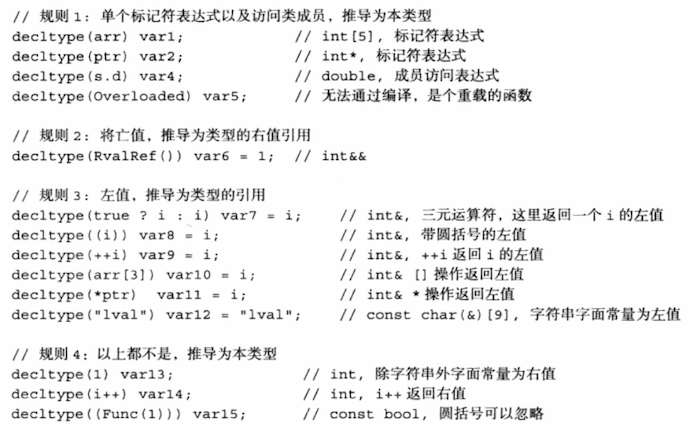 // 规则 1: 单个标记符表达式以及访问类成员，推导为本类型
decltype(arr) var1; // int[5], 标记符表达式
decltype(ptr) var2; // int*, 标记符表达式
decltype(s.d) var4; // double, 成员访问表达式
decltype(Overloaded) var5; // 无法通过编译，是个重载的函数
// 规则 2: 将亡值，推导为类型的右值引用
decltype(RvalRef()) var6 = 1; // int&&
// 规则 3: 左值，推导为类型的引用
decltype(true ? i : i) var7 = i; // int&, 三元运算符，这里返回一个 i 的左值
decltype((i)) var8 = i; // int&, 带圆括号的左值
decltype(++i) var9 = i; // int&, ++i 返回 i 的左值
decltype(arr[3]) var10 = i; // int& [] 操作返回左值
decltype(*ptr) var11 = i; // int& * 操作返回左值
decltype("lval") var12 = "lval"; // const char(&)[9], 字符串字面常量为左值
// 规则 4: 以上都不是，推导为本类型
decltype(1) var13; // int, 除字符串外字面常量为右值
decltype(i++) var14; // int, i++ 返回右值
decltype((Func(1))) var15; // const bool, 圆括号可以忽略